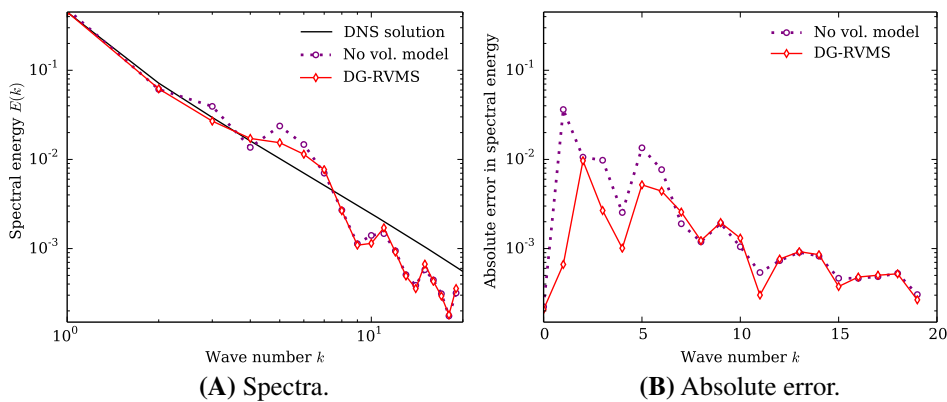 DNS solution
No vol. model
DG-RVMS
Spectral energy E(k)
10^-1
10^-2
10^-3
10^0
10^1
Wave number k
(A) Spectra.
No vol. model
DG-RVMS
Absolute error in spectral energy
10^-1
10^-2
10^-3
0
5
10
15
20
Wave number k
(B) Absolute error.